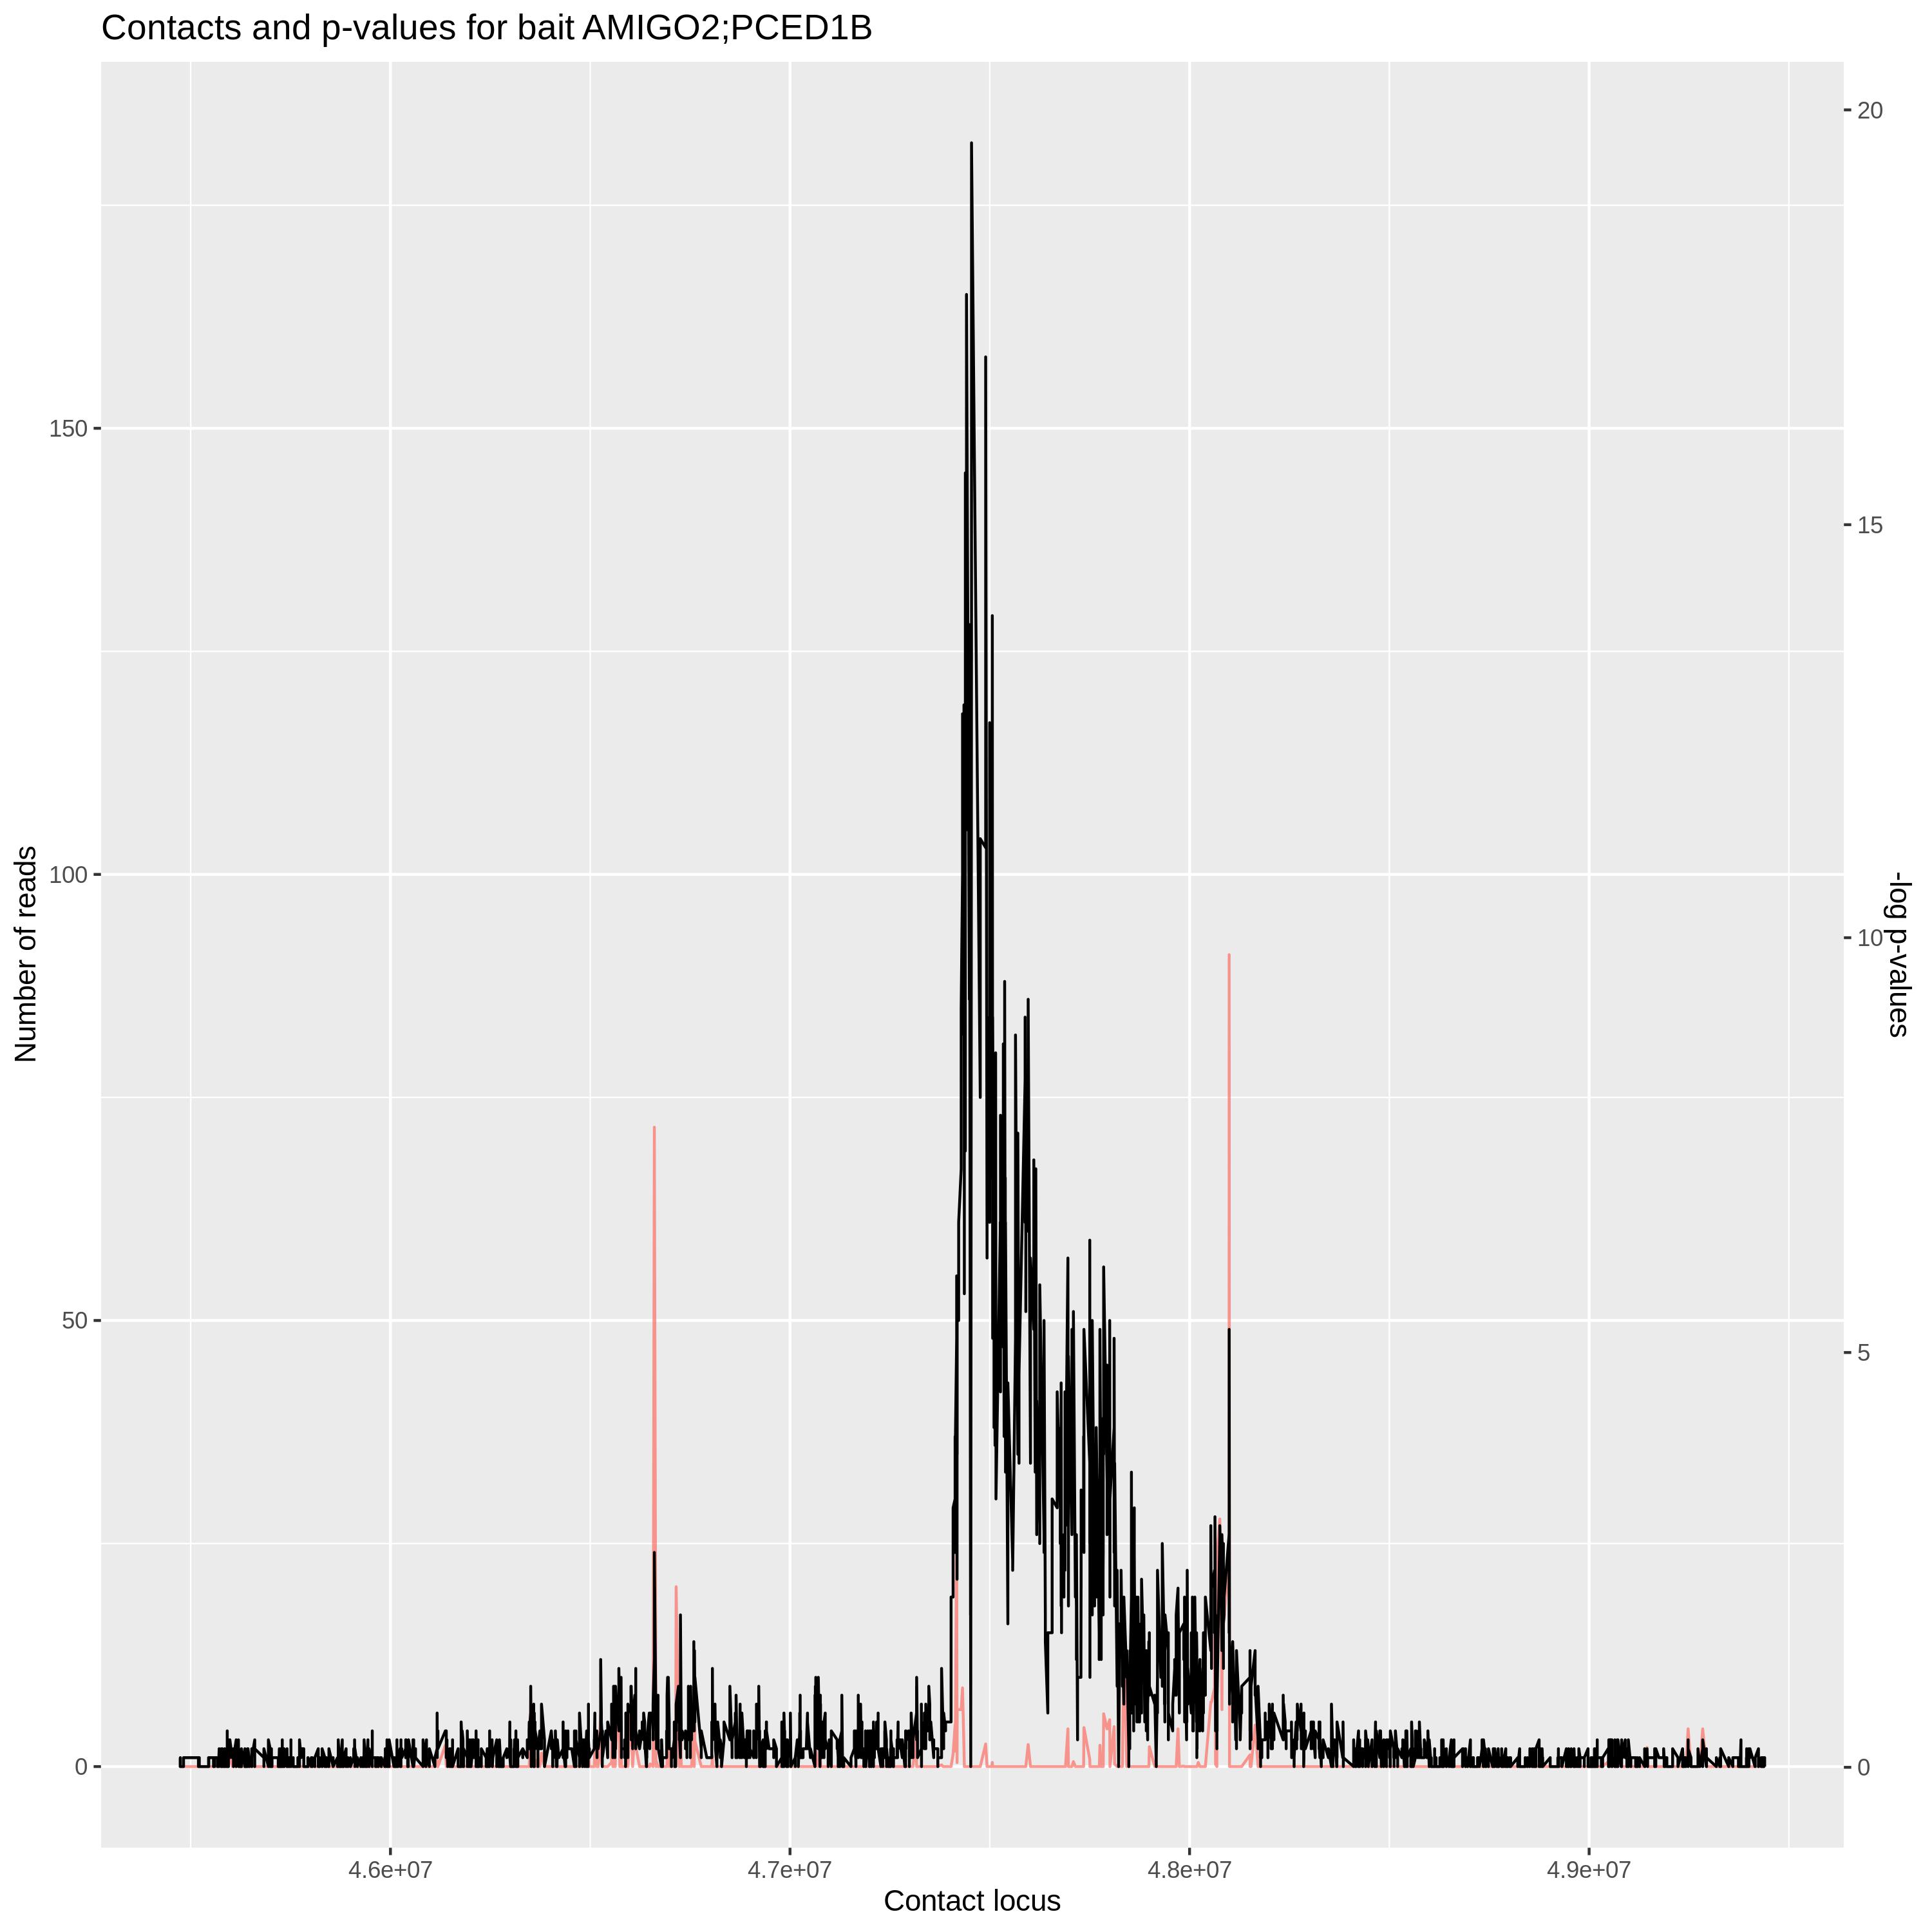 Contacts and p-values for bait AMIGO2;PCED1B
20
15
10
5
0
150
100
50
0
Number of reads
-log p-values
4.6e+07 4.7e+07 4.8e+07 4.9e+07
Contact locus